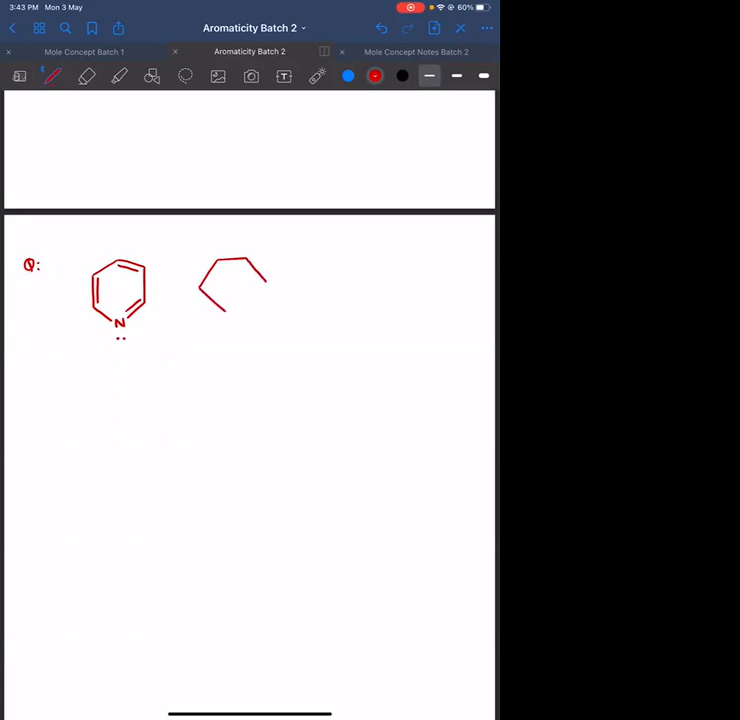 3:43 PM Mon 3 May 60%
Aromaticity Batch 2
Mole Concept Batch 1 Aromaticity Batch 2 Mole Concept Notes Batch 2
Q:
N